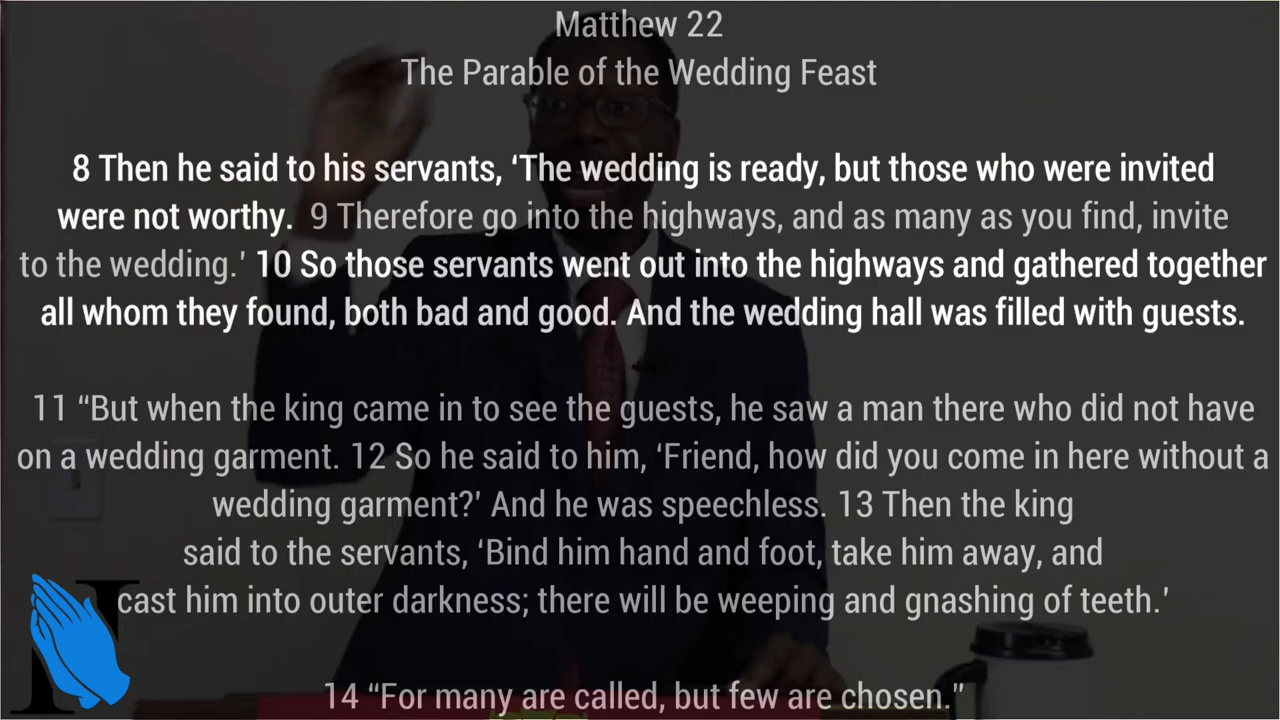 Matthew 22
The Parable of the Wedding Feast
8 Then he said to his servants, ‘The wedding is ready, but those who were invited
were not worthy. 9 Therefore go into the highways, and as many as you find, invite
to the wedding.’ 10 So those servants went out into the highways and gathered together
all whom they found, both bad and good. And the wedding hall was filled with guests.
11 “But when the king came in to see the guests, he saw a man there who did not have
on a wedding garment. 12 So he said to him, ‘Friend, how did you come in here without a
wedding garment?’ And he was speechless. 13 Then the king
said to the servants, ‘Bind him hand and foot, take him away, and
cast him into outer darkness; there will be weeping and gnashing of teeth.’
14 “For many are called, but few are chosen.”